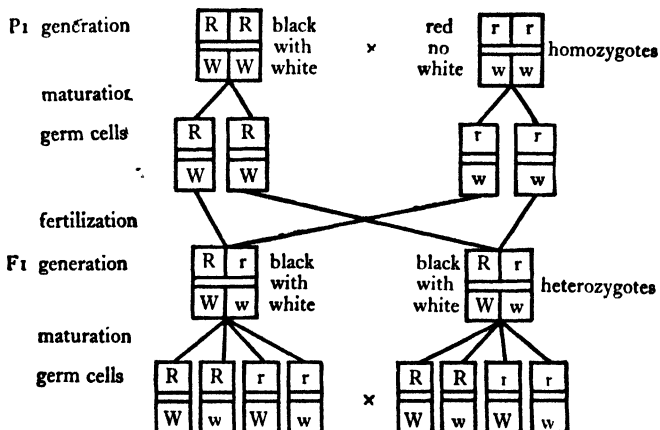 P1 generation R R black r r
with × red
W W white no w w homozygotes
white
maturation
germ cells R R r r
W W w w
fertilization
F1 generation R r black black R r
with with heterozygotes
W w white white W w
maturation
germ cells R R r r × R R r r
W w W w W w W w